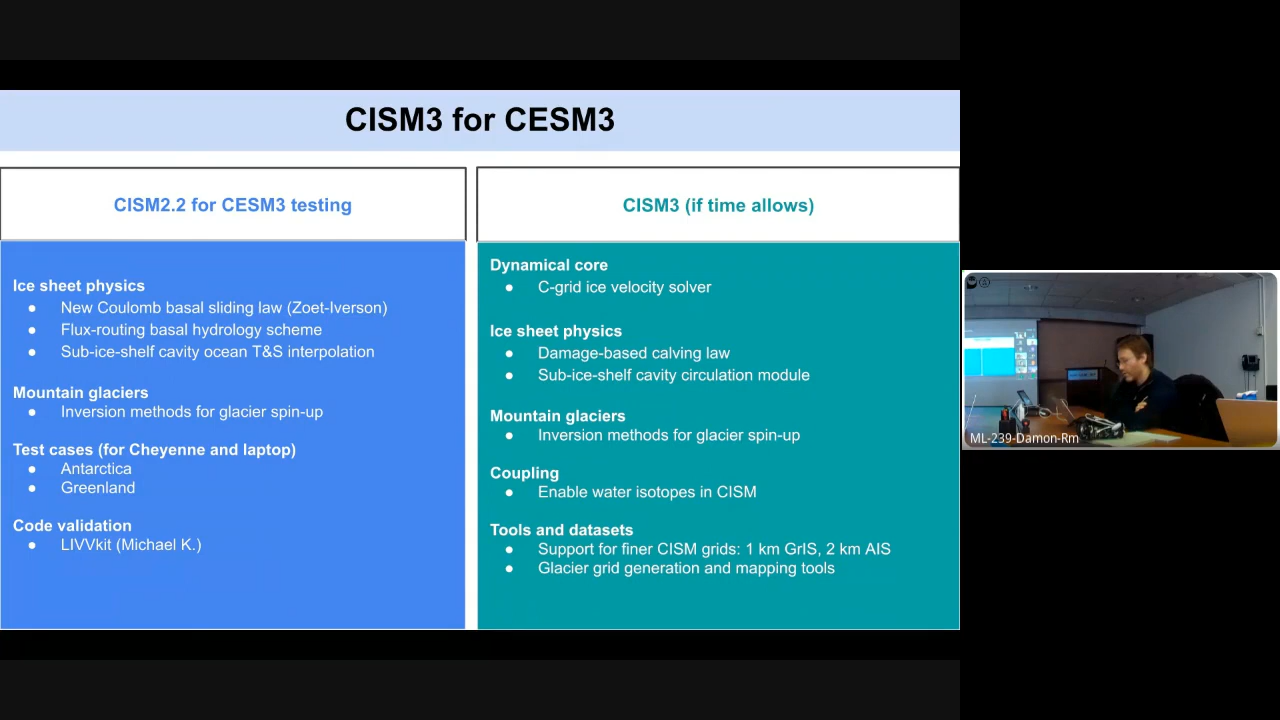 CISM3 for CESM3
CISM2.2 for CESM3 testing
Ice sheet physics
● New Coulomb basal sliding law (Zoet-Iverson)
● Flux-routing basal hydrology scheme
● Sub-ice-shelf cavity ocean T&S interpolation
Mountain glaciers
● Inversion methods for glacier spin-up
Test cases (for Cheyenne and laptop)
● Antarctica
● Greenland
Code validation
● LIVVkit (Michael K.)
CISM3 (if time allows)
Dynamical core
● C-grid ice velocity solver
Ice sheet physics
● Damage-based calving law
● Sub-ice-shelf cavity circulation module
Mountain glaciers
● Inversion methods for glacier spin-up
Coupling
● Enable water isotopes in CISM
Tools and datasets
● Support for finer CISM grids: 1 km GrIS, 2 km AIS
● Glacier grid generation and mapping tools
ML-239-Damon-Rm